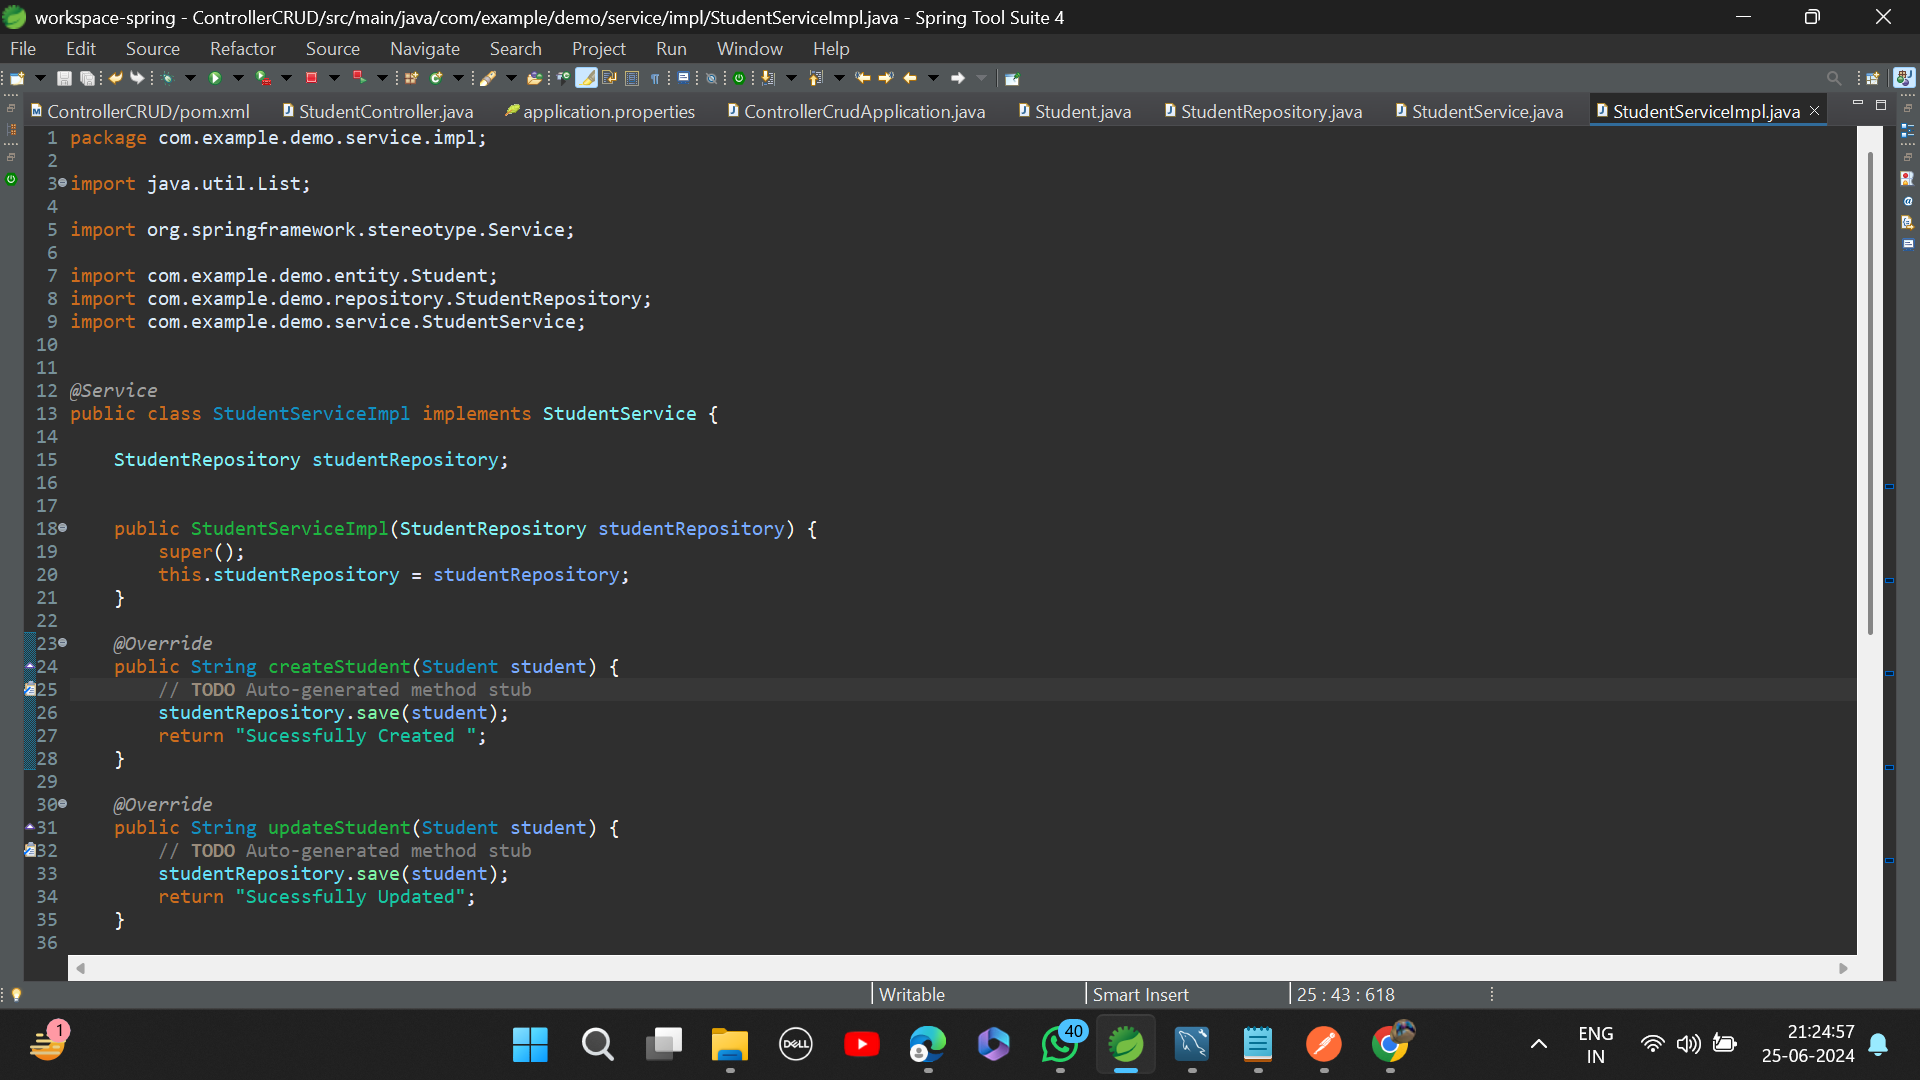 workspace-spring - ControllerCRUD/src/main/java/com/example/demo/service/impl/StudentServiceImpl.java - Spring Tool Suite 4
File Edit Source Refactor Source Navigate Search Project Run Window Help
ControllerCRUD/pom.xml StudentController.java application.properties ControllerCrudApplication.java Student.java StudentRepository.java StudentService.java StudentServiceImpl.java
1 package com.example.demo.service.impl;
2
3 import java.util.List;
4
5 import org.springframework.stereotype.Service;
6
7 import com.example.demo.entity.Student;
8 import com.example.demo.repository.StudentRepository;
9 import com.example.demo.service.StudentService;
10
11
12 @Service
13 public class StudentServiceImpl implements StudentService {
14
15     StudentRepository studentRepository;
16
17
18     public StudentServiceImpl(StudentRepository studentRepository) {
19         super();
20         this.studentRepository = studentRepository;
21     }
22
23     @Override
24     public String createStudent(Student student) {
25         // TODO Auto-generated method stub
26         studentRepository.save(student);
27         return "Sucessfully Created ";
28     }
29
30     @Override
31     public String updateStudent(Student student) {
32         // TODO Auto-generated method stub
33         studentRepository.save(student);
34         return "Sucessfully Updated";
35     }
36
Writable Smart Insert 25 : 43 : 618
1 DELL 40 ENG 21:24:57
IN 25-06-2024